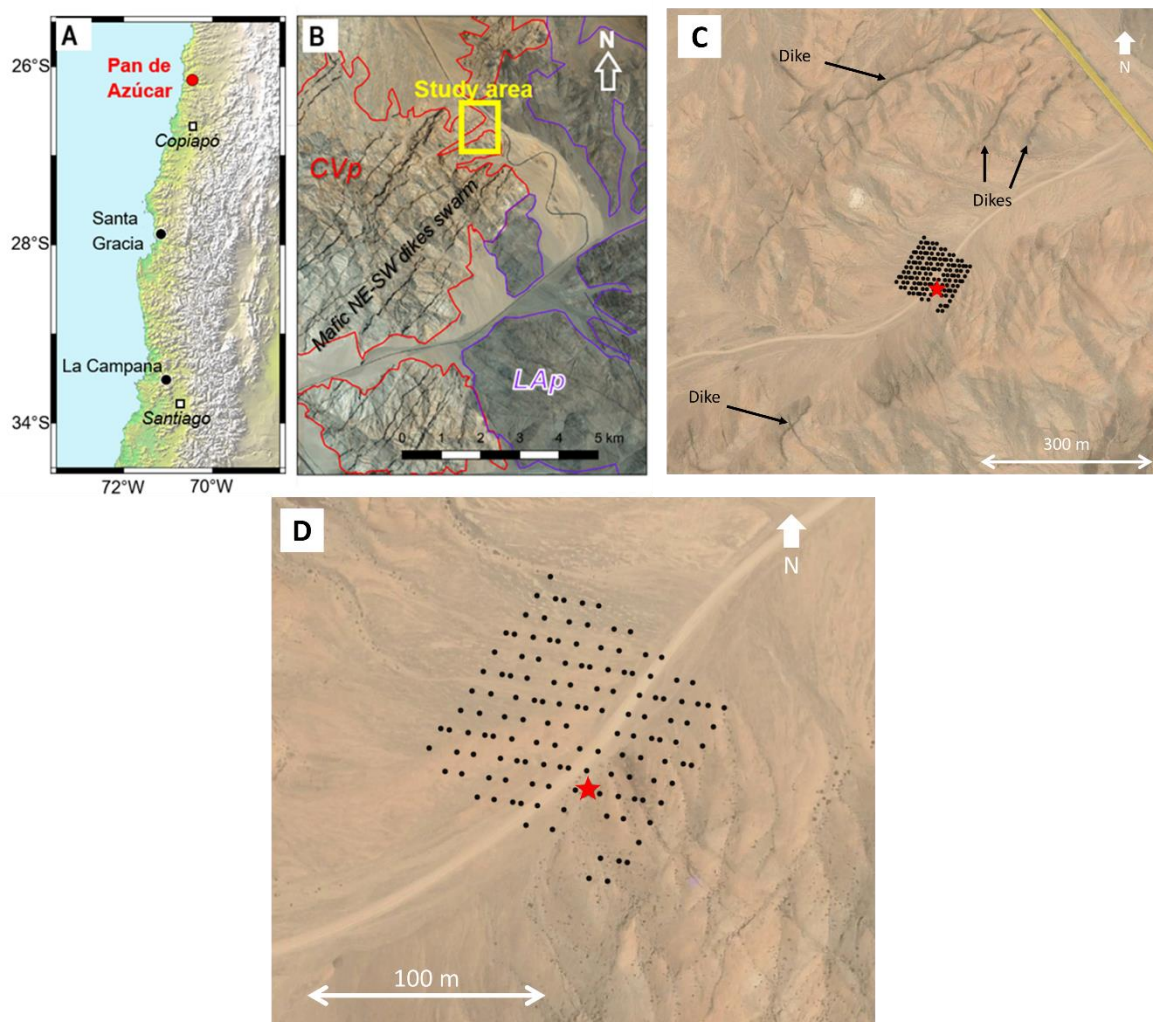 A
26°S
Pan de
Azúcar
Copiapó
28°S
Santa
Gracia
La Campana
Santiago
34°S
72°W 70°W
B
N
Study area
CVp
Mafic NE-SW dikes swarm
LAp
0 1 2 3 4 5 km
C
N
Dike
Dikes
Dike
300 m
D
N
100 m